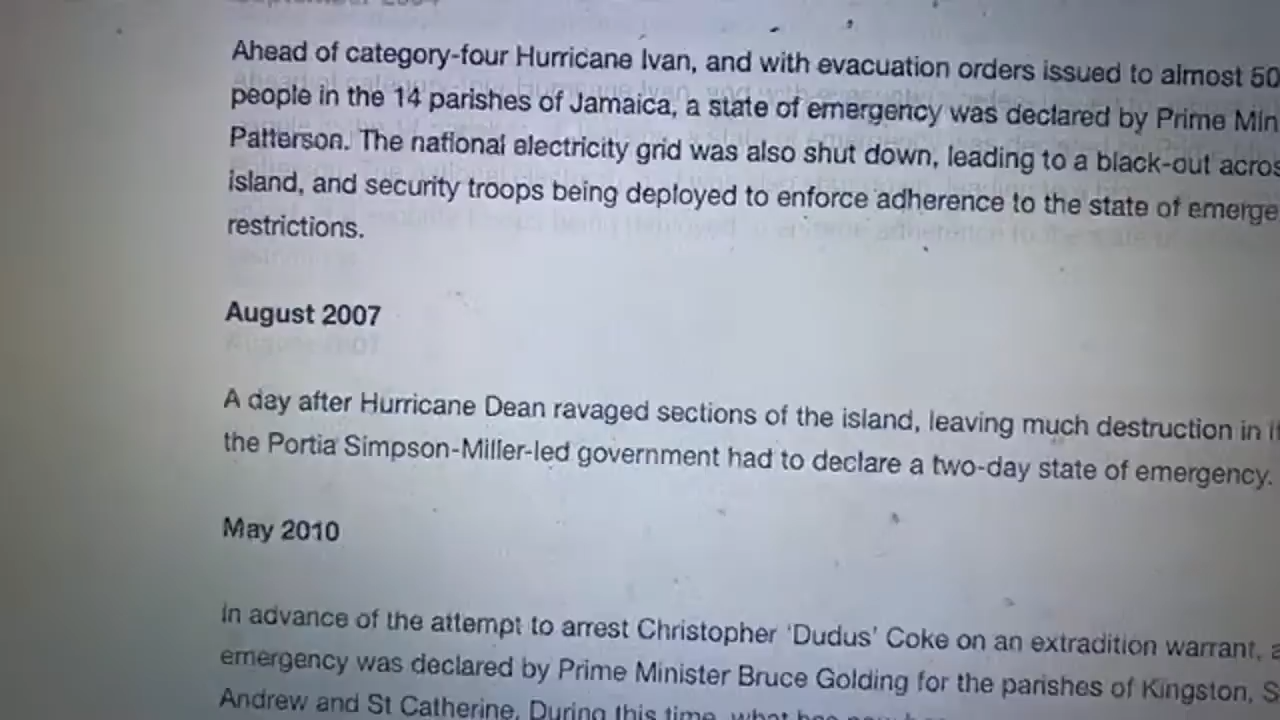 Ahead of category-four Hurricane Ivan, and with evacuation orders issued to almost 50
people in the 14 parishes of Jamaica, a state of emergency was declared by Prime Min
Patterson. The national electricity grid was also shut down, leading to a black-out acros
island, and security troops being deployed to enforce adherence to the state of emerge
restrictions.
August 2007
A day after Hurricane Dean ravaged sections of the island, leaving much destruction in
the Portia Simpson-Miller-led government had to declare a two-day state of emergency.
May 2010
In advance of the attempt to arrest Christopher 'Dudus' Coke on an extradition warrant, a
emergency was declared by Prime Minister Bruce Golding for the parishes of Kingston, S
Andrew and St Catherine. During this time, what has